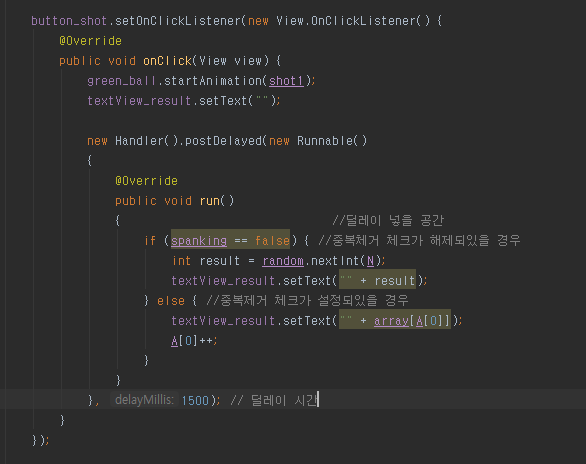 button_shot.setOnClickListener(new View.OnClickListener() {
@Override
public void onClick(View view) {
green_ball.startAnimation(shot1);
textView_result.setText("");
new Handler().postDelayed(new Runnable()
{
@Override
public void run()
{ //딜레이 넣을 공간
if (spanking == false) { //중복체거 체크가 해제되있을 경우
int result = random.nextInt(N);
textView_result.setText("" + result);
} else { //중복제거 체크가 설정되있을 경우
textView_result.setText("" + array[A[0]]);
A[0]++;
}
}
}, delayMillis: 1500); // 딜레이 시간
}
});